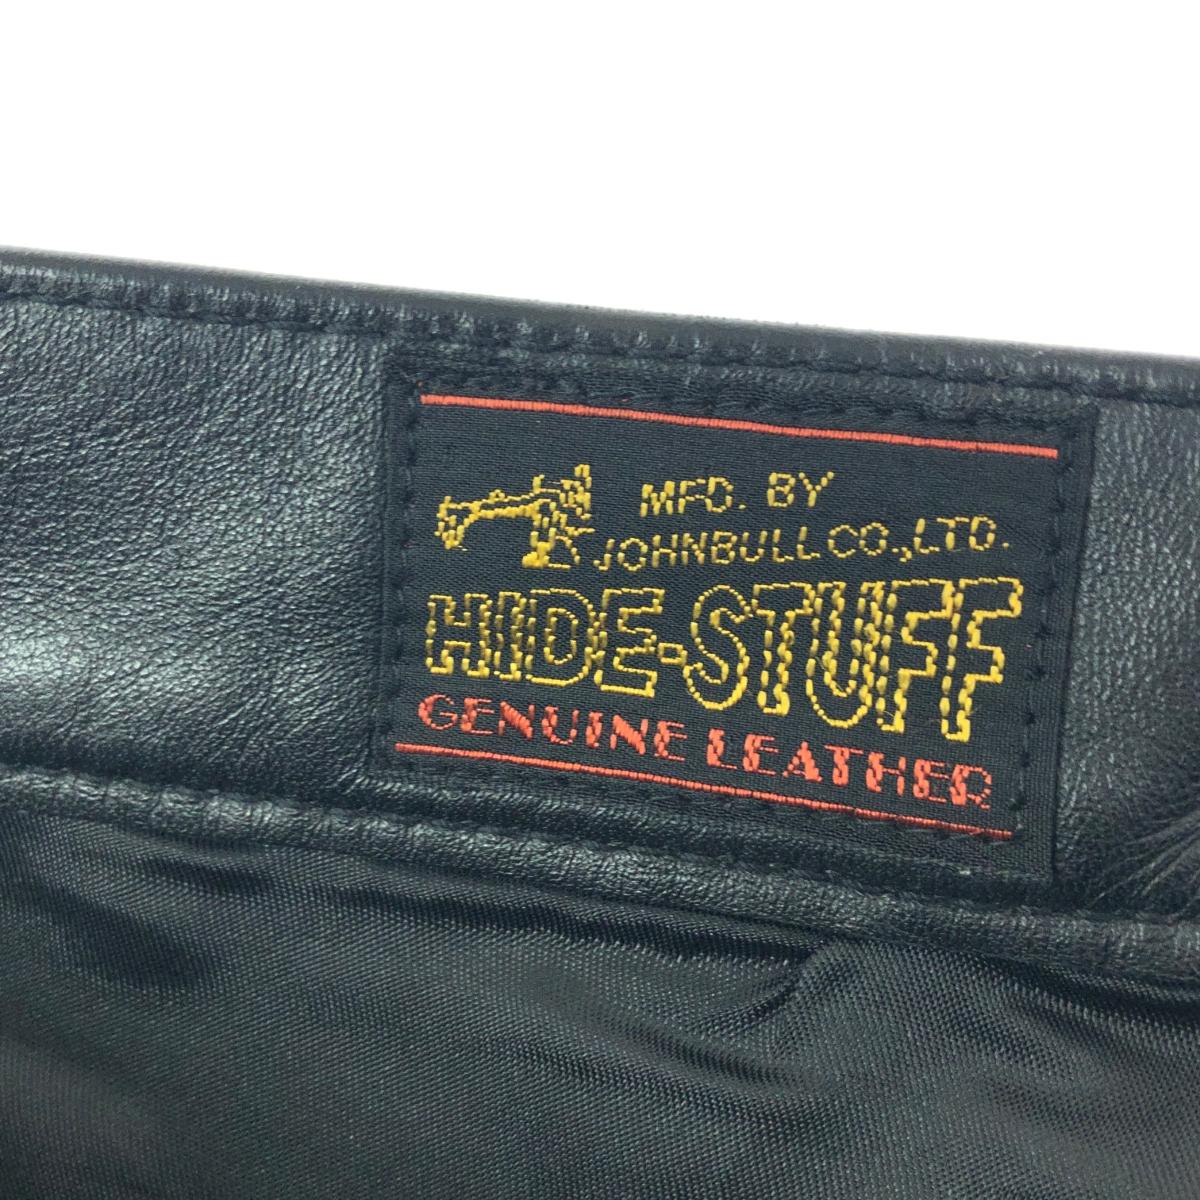 MFD. BY
JOHNBULL CO.,LTD.
HIDE-STUFF
GENUINE LEATHER